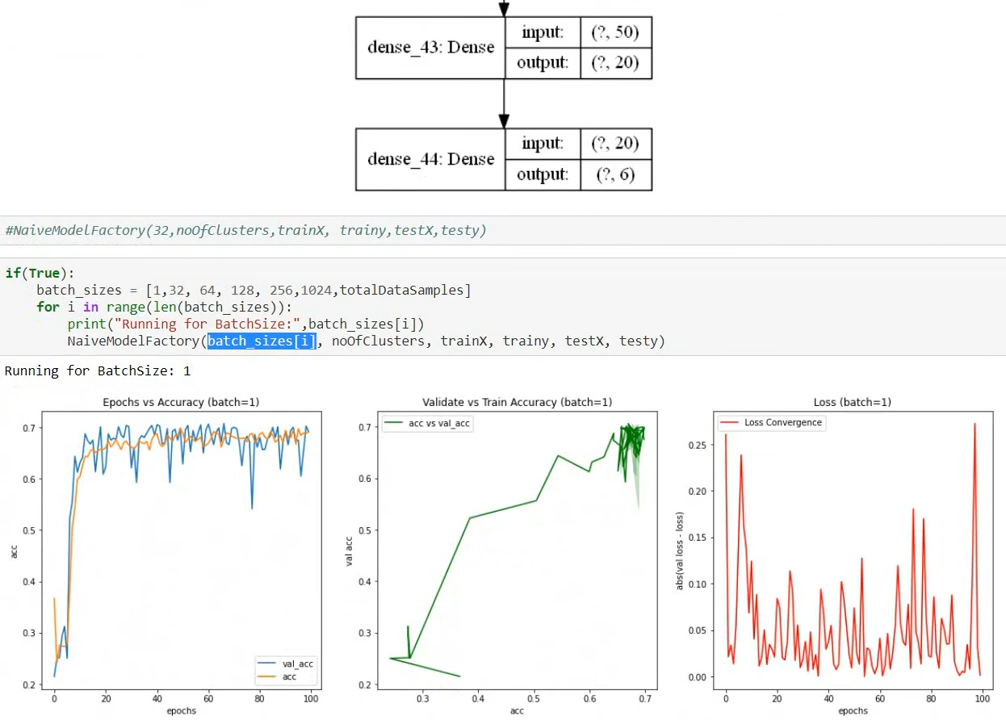 dense_43: Dense
input:
(?, 50)
output:
(?, 20)
dense_44: Dense
input:
(?, 20)
output:
(?, 6)
#NaiveModelFactory(32,noOfClusters,trainX, trainy,testX,testy)
if(True):
batch_sizes = [1,32, 64, 128, 256,1024,totalDataSamples]
for i in range(len(batch_sizes)):
print("Running for BatchSize:",batch_sizes[i])
NaiveModelFactory(batch_sizes[i], noOfClusters, trainX, trainy, testX, testy)
Running for BatchSize: 1
Epochs vs Accuracy (batch=1)
0.7
0.6
0.5
0.4
0.3
0.2
acc
val_acc
acc
0 20 40 60 80 100
epochs
Validate vs Train Accuracy (batch=1)
acc vs val_acc
0.7
0.6
0.5
0.4
0.3
0.2
val acc
0.3 0.4 0.5 0.6 0.7
acc
Loss (batch=1)
Loss Convergence
0.25
0.20
0.15
0.10
0.05
0.00
abs(val loss - loss)
0 20 40 60 80 100
epochs